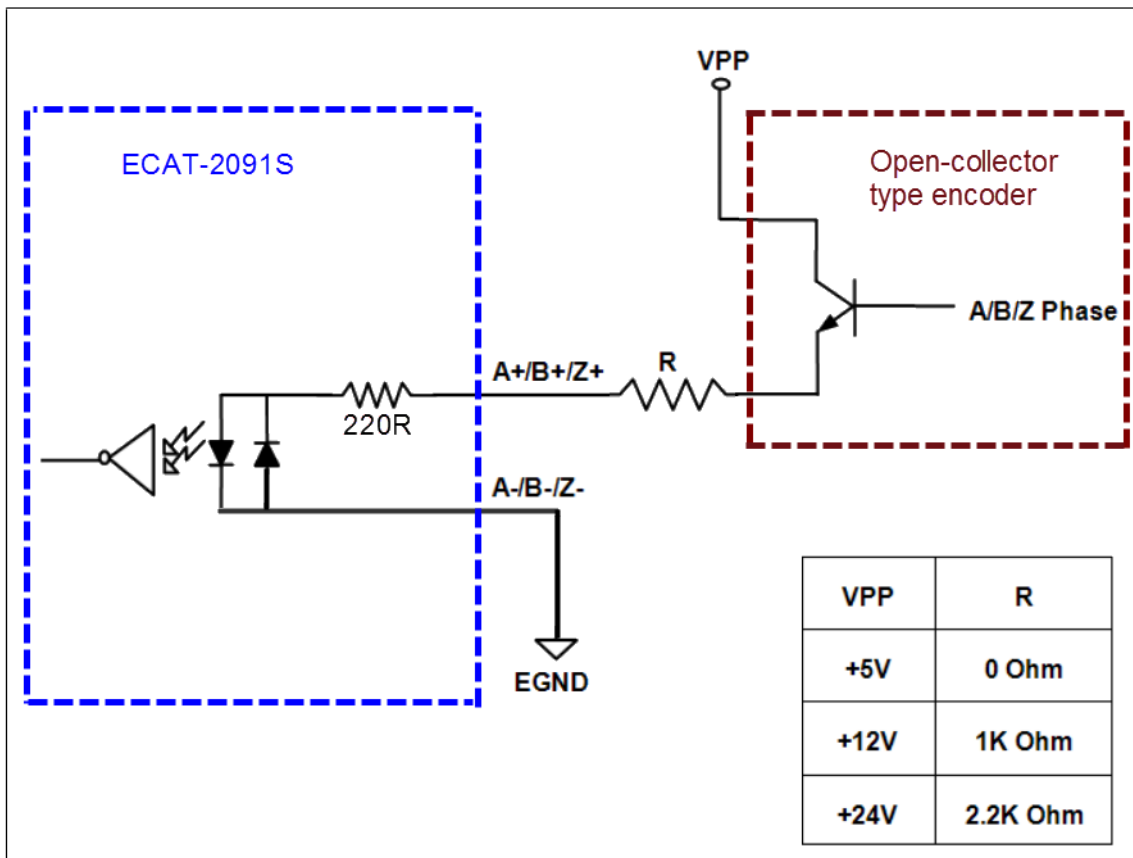 VPP
ECAT-2091S
Open-collector
type encoder
A/B/Z Phase
A+/B+/Z+
R
220R
A-/B-/Z-
EGND
VPP R
+5V 0 Ohm
+12V 1K Ohm
+24V 2.2K Ohm